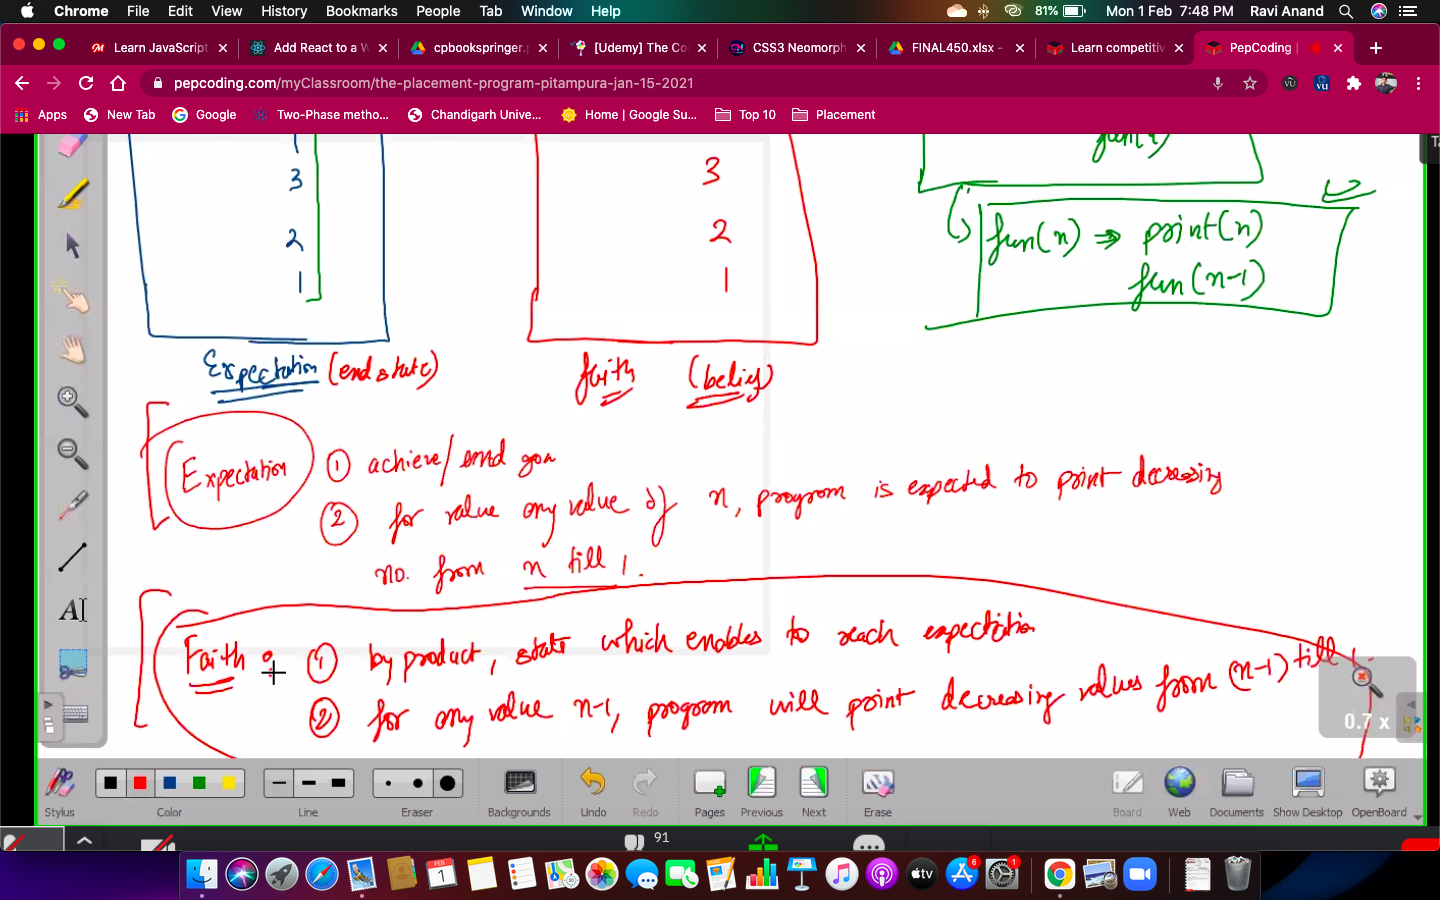 Chrome File Edit View History Bookmarks People Tab Window Help 81% Mon 1 Feb 7:48 PM Ravi Anand
Learn JavaScript Add React to a W cpbookspringer. [Udemy] The Co CSS3 Neomorph FINAL450.xlsx - Learn competitiv PepCoding |
pepcoding.com/myClassroom/the-placement-program-pitampura-jan-15-2021
Apps New Tab Google Two-Phase metho... Chandigarh Unive... Home | Google Su... Top 10 Placement
3 3
2 2
1 1
fun(n) ⇒ print(n)
fun(n-1)
Expectation (end state) faith (belief)
Expectation ① achieve/end goa
② for value any value of n, program is expected to print decreasing
no. from n till 1.
Faith : ① by product, state which enables to reach expectation
② for any value n-1, program will print decreasing values from (n-1) till 1.
0.7 x
Stylus Color Line Eraser Backgrounds Undo Redo Pages Previous Next Erase Board Web Documents Show Desktop OpenBoard
91
FEB
1
tv
6
1